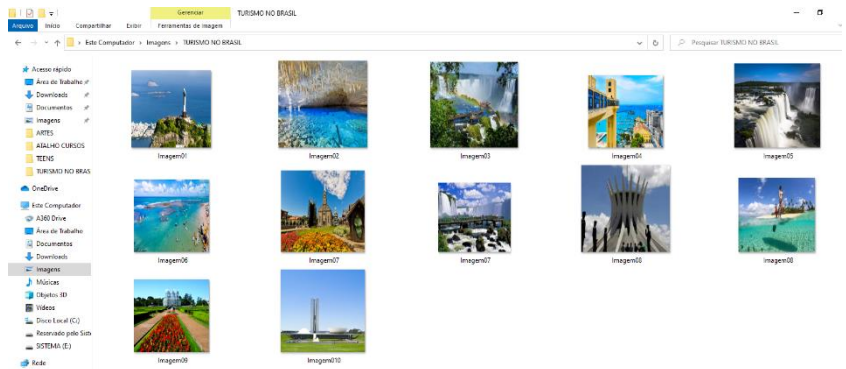 Gerenciar
TURISMO NO BRASIL
Arquivo Início Compartilhar Exibir Ferramentas de Imagem
Este Computador > Imagens > TURISMO NO BRASIL
Pesquisar TURISMO NO BRASIL
Acesso rápido
Área de Trabalho
Downloads
Documentos
Imagens
ARTES
ATALHO CURSOS
TEENS
TURISMO NO BRAS
OneDrive
Este Computador
A360 Drive
Área de Trabalho
Documentos
Downloads
Imagens
Músicas
Objetos 3D
Vídeos
Disco Local (C:)
Reservado pelo Siste
SISTEMA (E:)
Rede
Imagem01 Imagem02 Imagem03 Imagem04 Imagem05
Imagem06 Imagem07 Imagem07 Imagem08 Imagem08
Imagem09 Imagem010